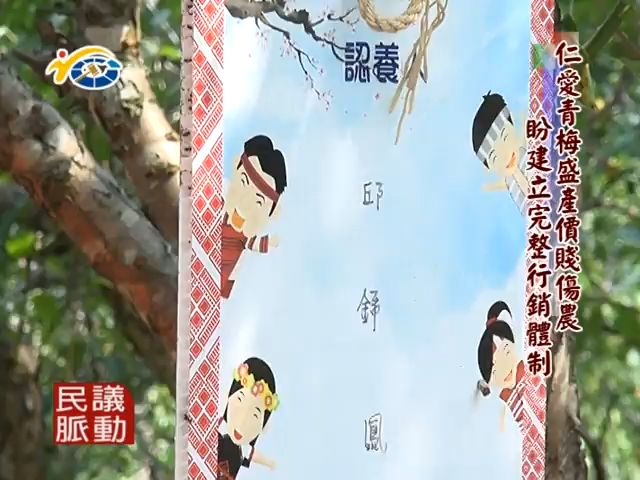 認養
邱
錦
鳳
仁愛青梅盛產價賤傷農
盼建立完整行銷體制
民議
脈動